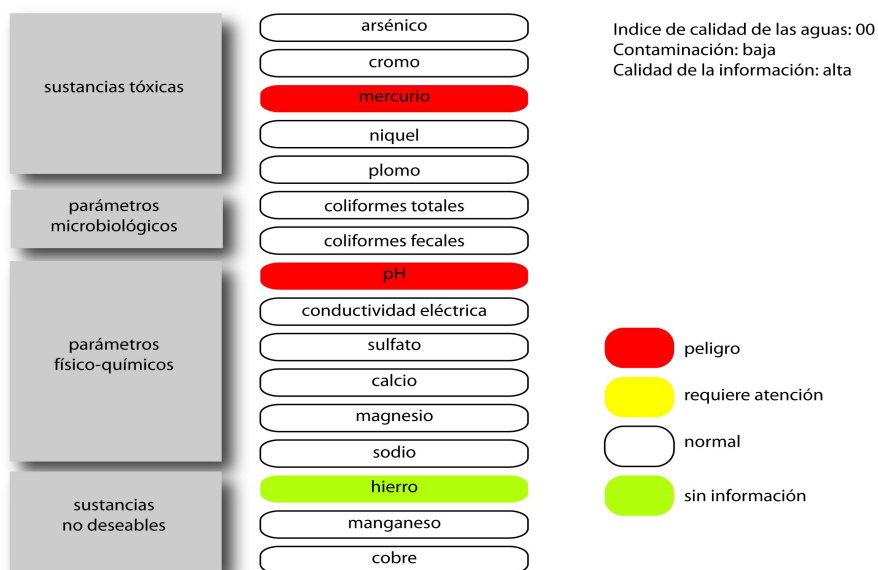 sustancias tóxicas
arsénico
cromo
mercurio
niquel
plomo
parámetros
microbiológicos
coliformes totales
coliformes fecales
parámetros
físico-químicos
pH
conductividad eléctrica
sulfato
calcio
magnesio
sodio
sustancias
no deseables
hierro
manganeso
cobre
Indice de calidad de las aguas: 00
Contaminación: baja
Calidad de la información: alta
peligro
requiere atención
normal
sin información